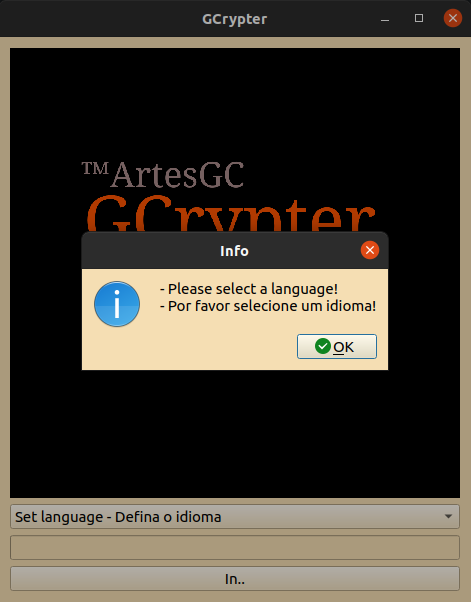 GCrypter
™ArtesGC
GCrypter
Info
- Please select a language!
- Por favor selecione um idioma!
OK
Set language - Defina o idioma
In..